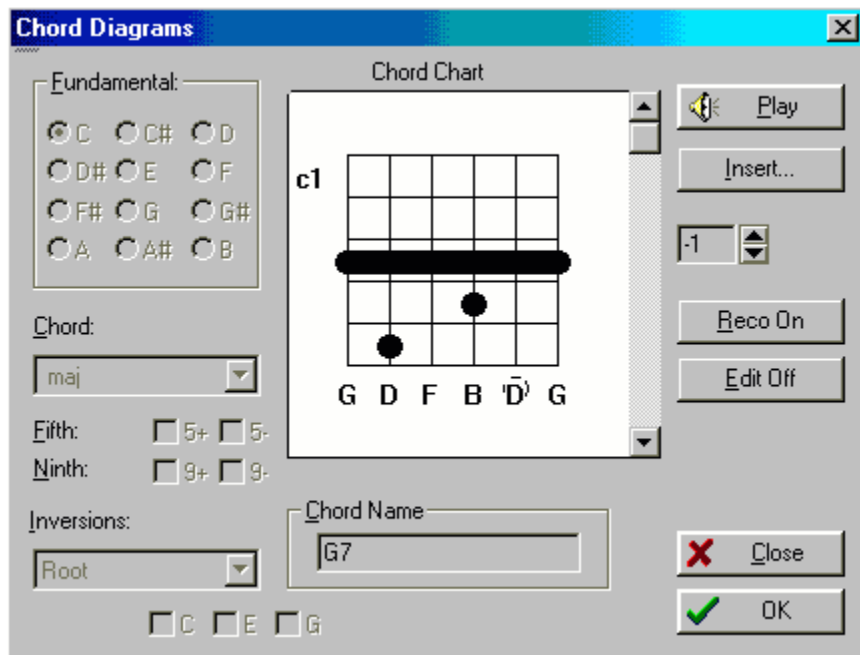 Chord Diagrams
Fundamental:
C C# D
D# E F
F# G G#
A A# B
Chord:
maj
Fifth: 5+ 5-
Ninth: 9+ 9-
Inversions:
Root
C E G
Chord Chart
c1
G D F B (D) G
Chord Name
G7
Play
Insert...
-1
Reco On
Edit Off
Close
OK